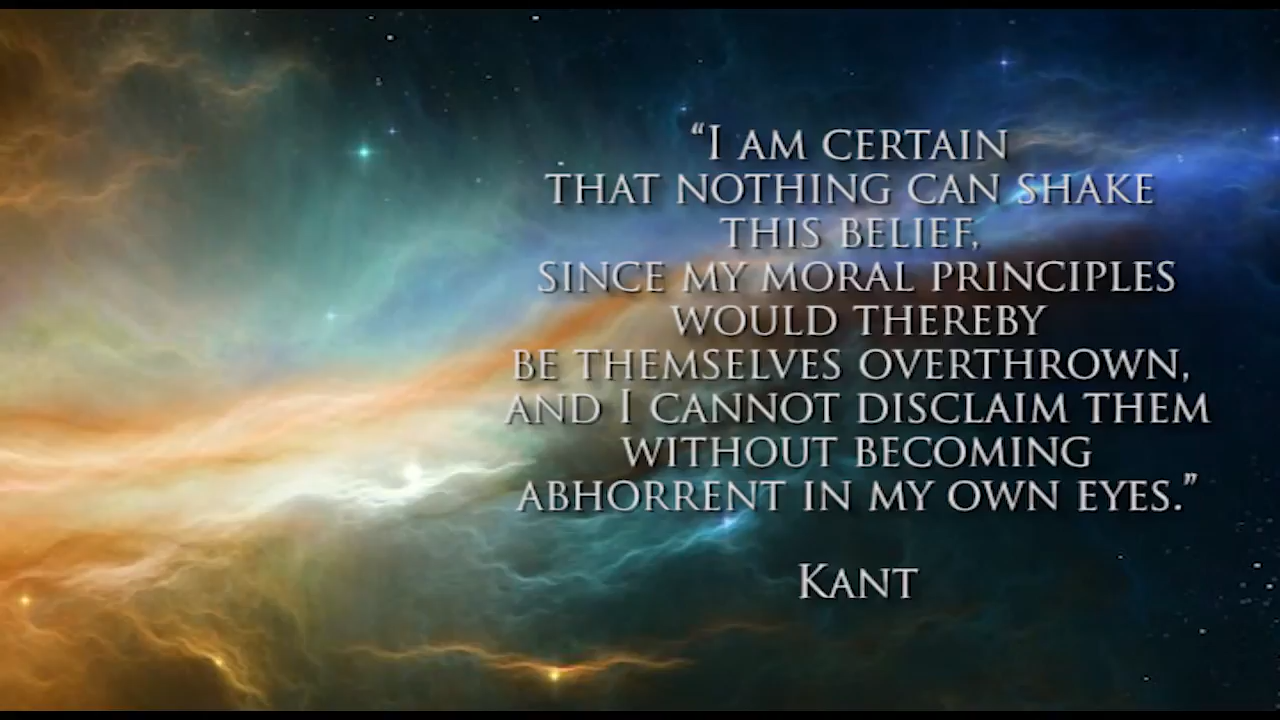 “I AM CERTAIN
THAT NOTHING CAN SHAKE
THIS BELIEF,
SINCE MY MORAL PRINCIPLES
WOULD THEREBY
BE THEMSELVES OVERTHROWN,
AND I CANNOT DISCLAIM THEM
WITHOUT BECOMING
ABHORRENT IN MY OWN EYES.”
KANT